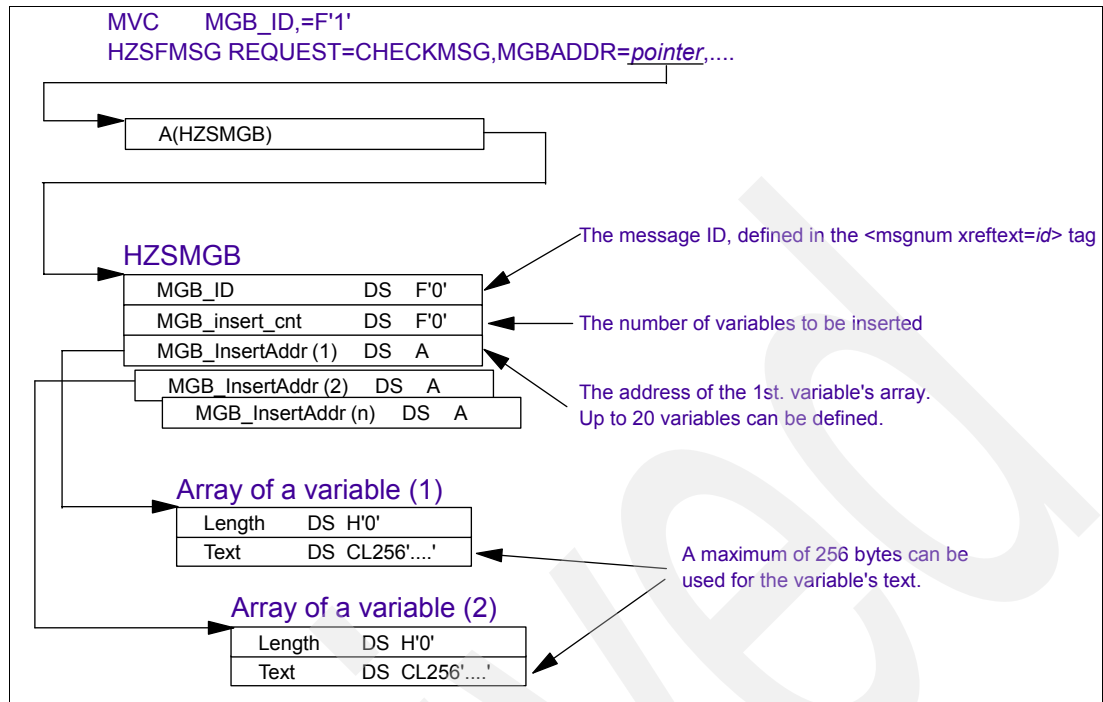 MVC MGB_ID,=F'1'
HZSFMSG REQUEST=CHECKMSG,MGBADDR=pointer,....
A(HZSMGB)
The message ID, defined in the <msgnum xreftext=id> tag
HZSMGB
MGB_ID DS F'0'
MGB_insert_cnt DS F'0'
The number of variables to be inserted
MGB_InsertAddr (1) DS A
MGB_InsertAddr (2) DS A
MGB_InsertAddr (n) DS A
The address of the 1st. variable's array.
Up to 20 variables can be defined.
Array of a variable (1)
Length DS H'0'
Text DS CL256'....'
A maximum of 256 bytes can be
used for the variable's text.
Array of a variable (2)
Length DS H'0'
Text DS CL256'....'